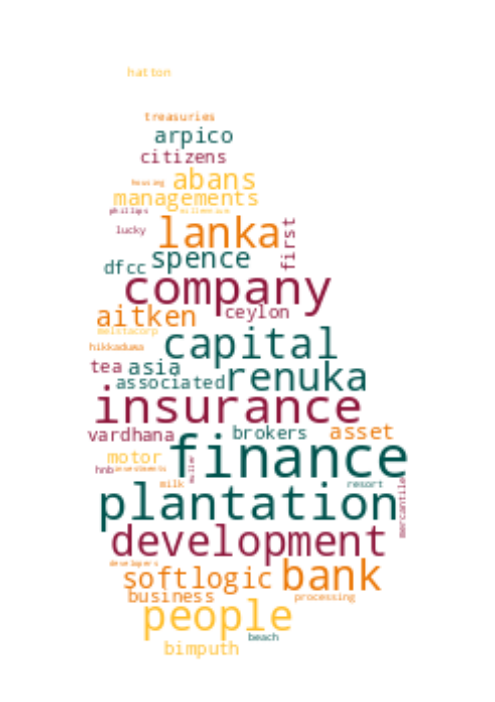 hatton
treasuries
arpico
citizens
housing abans
managements
phillips millennium
lucky lanka first
dfcc spence
company
aitken ceylon
melstacorp
hikkaduwa capital
tea asia
associated renuka
insurance
vardhana brokers asset
motor finance
hnb investments muller
milk resort
plantation mercantile
development
developers
softlogic bank
business processing
people
beach
bimputh